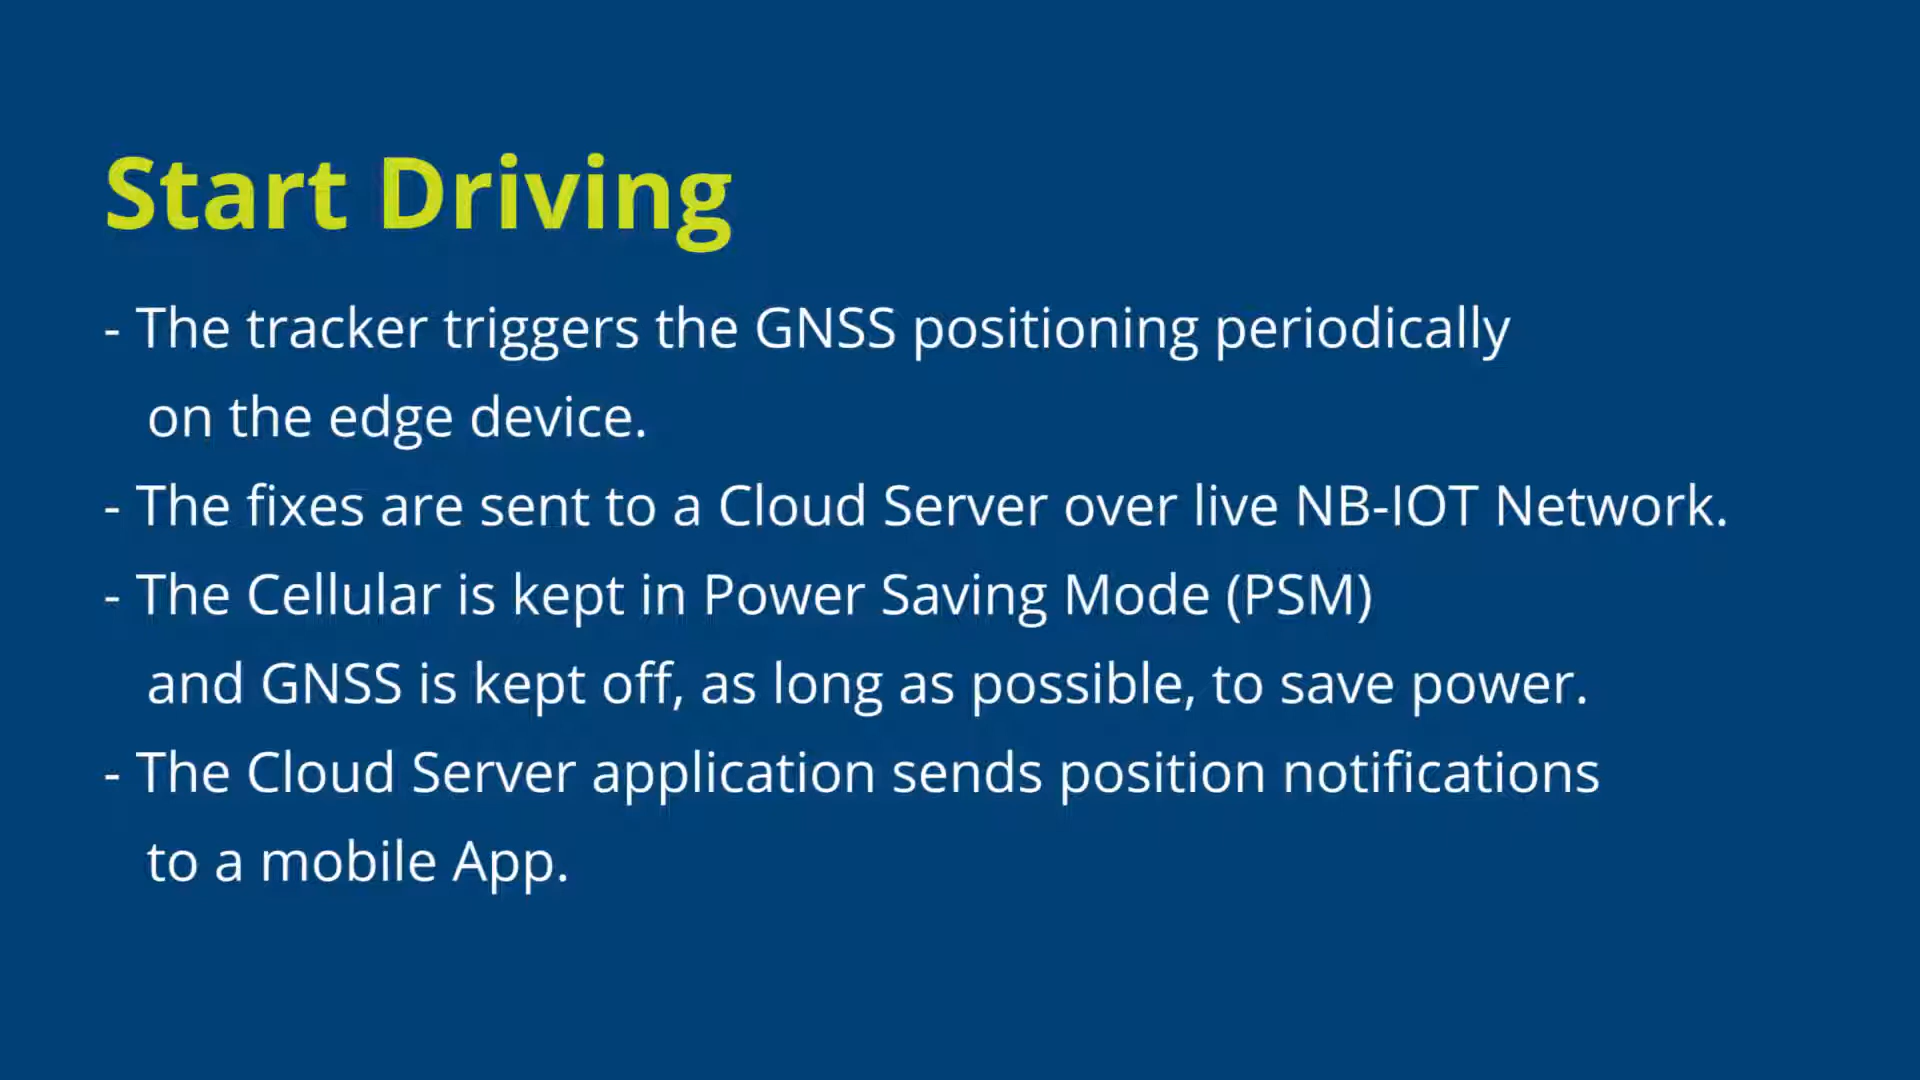 Start Driving
- The tracker triggers the GNSS positioning periodically
on the edge device.
- The fixes are sent to a Cloud Server over live NB-IOT Network.
- The Cellular is kept in Power Saving Mode (PSM)
and GNSS is kept off, as long as possible, to save power.
- The Cloud Server application sends position notifications
to a mobile App.